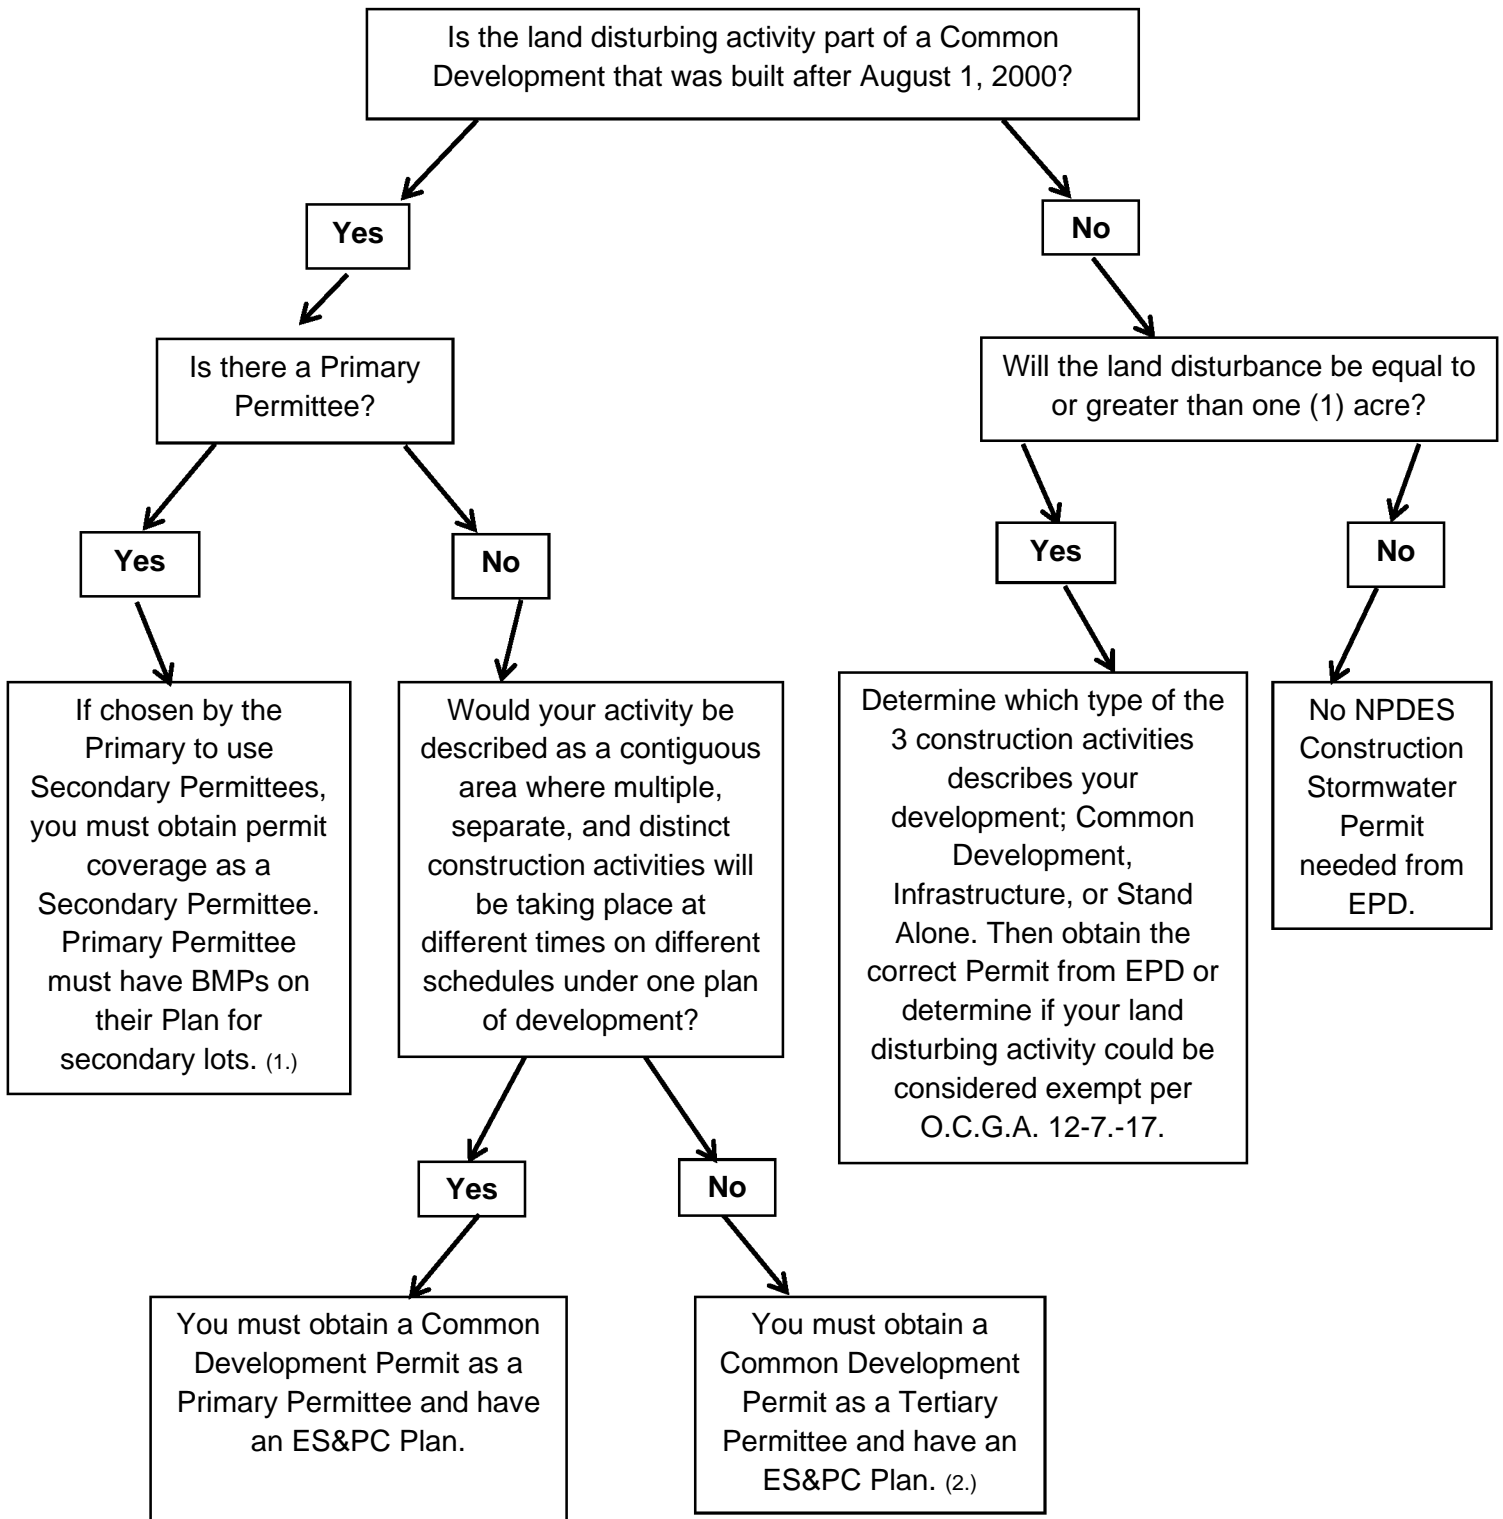 Is the land disturbing activity part of a Common
Development that was built after August 1, 2000?
Yes
No
Is there a Primary
Permittee?
Will the land disturbance be equal to
or greater than one (1) acre?
Yes
No
Yes
No
If chosen by the
Primary to use
Secondary Permittees,
you must obtain permit
coverage as a
Secondary Permittee.
Primary Permittee
must have BMPs on
their Plan for
secondary lots. (1.)
Would your activity be
described as a contiguous
area where multiple,
separate, and distinct
construction activities will
be taking place at
different times on different
schedules under one plan
of development?
Determine which type of the
3 construction activities
describes your
development; Common
Development,
Infrastructure, or Stand
Alone. Then obtain the
correct Permit from EPD or
determine if your land
disturbing activity could be
considered exempt per
O.C.G.A. 12-7.-17.
No NPDES
Construction
Stormwater
Permit
needed from
EPD.
Yes
No
You must obtain a Common
Development Permit as a
Primary Permittee and have
an ES&PC Plan.
You must obtain a
Common Development
Permit as a Tertiary
Permittee and have an
ES&PC Plan. (2.)